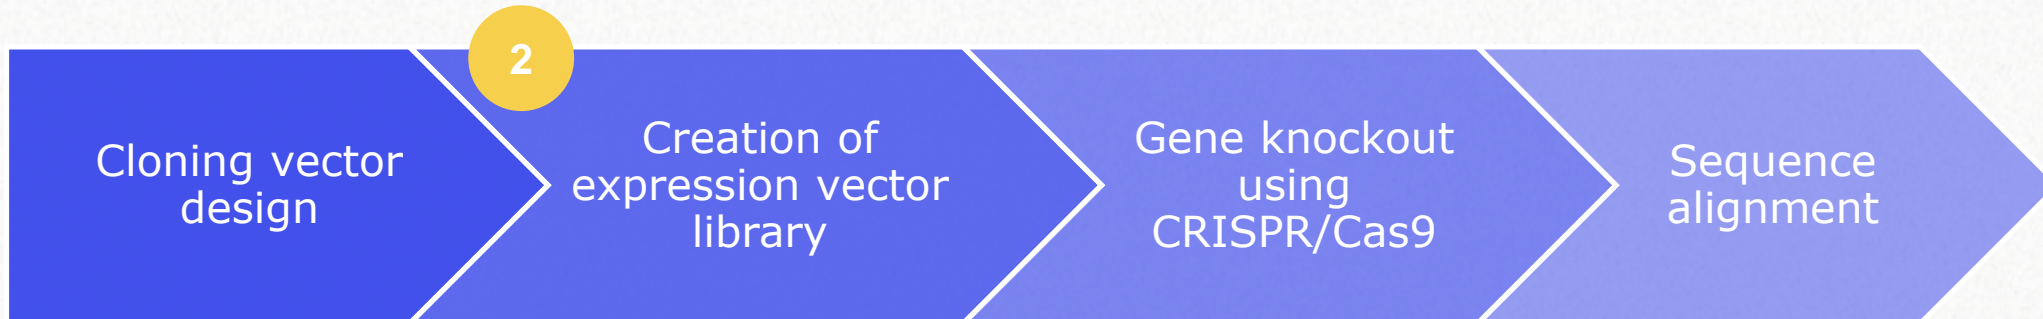 2
Cloning vector
design
Creation of
expression vector
library
Gene knockout
using
CRISPR/Cas9
Sequence
alignment